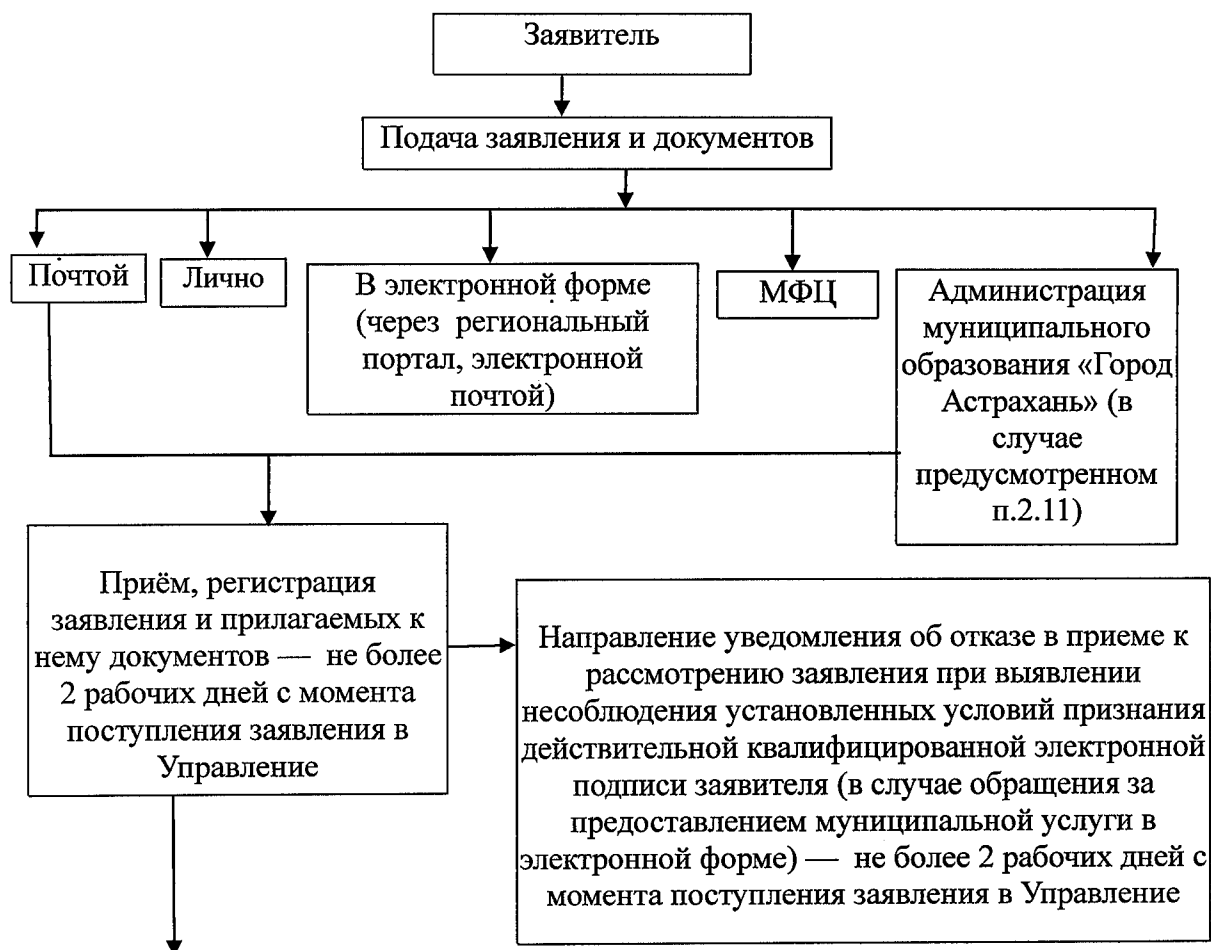 Заявитель
Подача заявления и документов
Почтой
Лично
В электронной форме
(через региональный
портал, электронной
почтой)
МФЦ
Администрация
муниципального
образования «Город
Астрахань» (в
случае
предусмотренном
п.2.11)
Приём, регистрация
заявления и прилагаемых к
нему документов — не более
2 рабочих дней с момента
поступления заявления в
Управление
Направление уведомления об отказе в приеме к
рассмотрению заявления при выявлении
несоблюдения установленных условий признания
действительной квалифицированной электронной
подписи заявителя (в случае обращения за
предоставлением муниципальной услуги в
электронной форме) — не более 2 рабочих дней с
момента поступления заявления в Управление